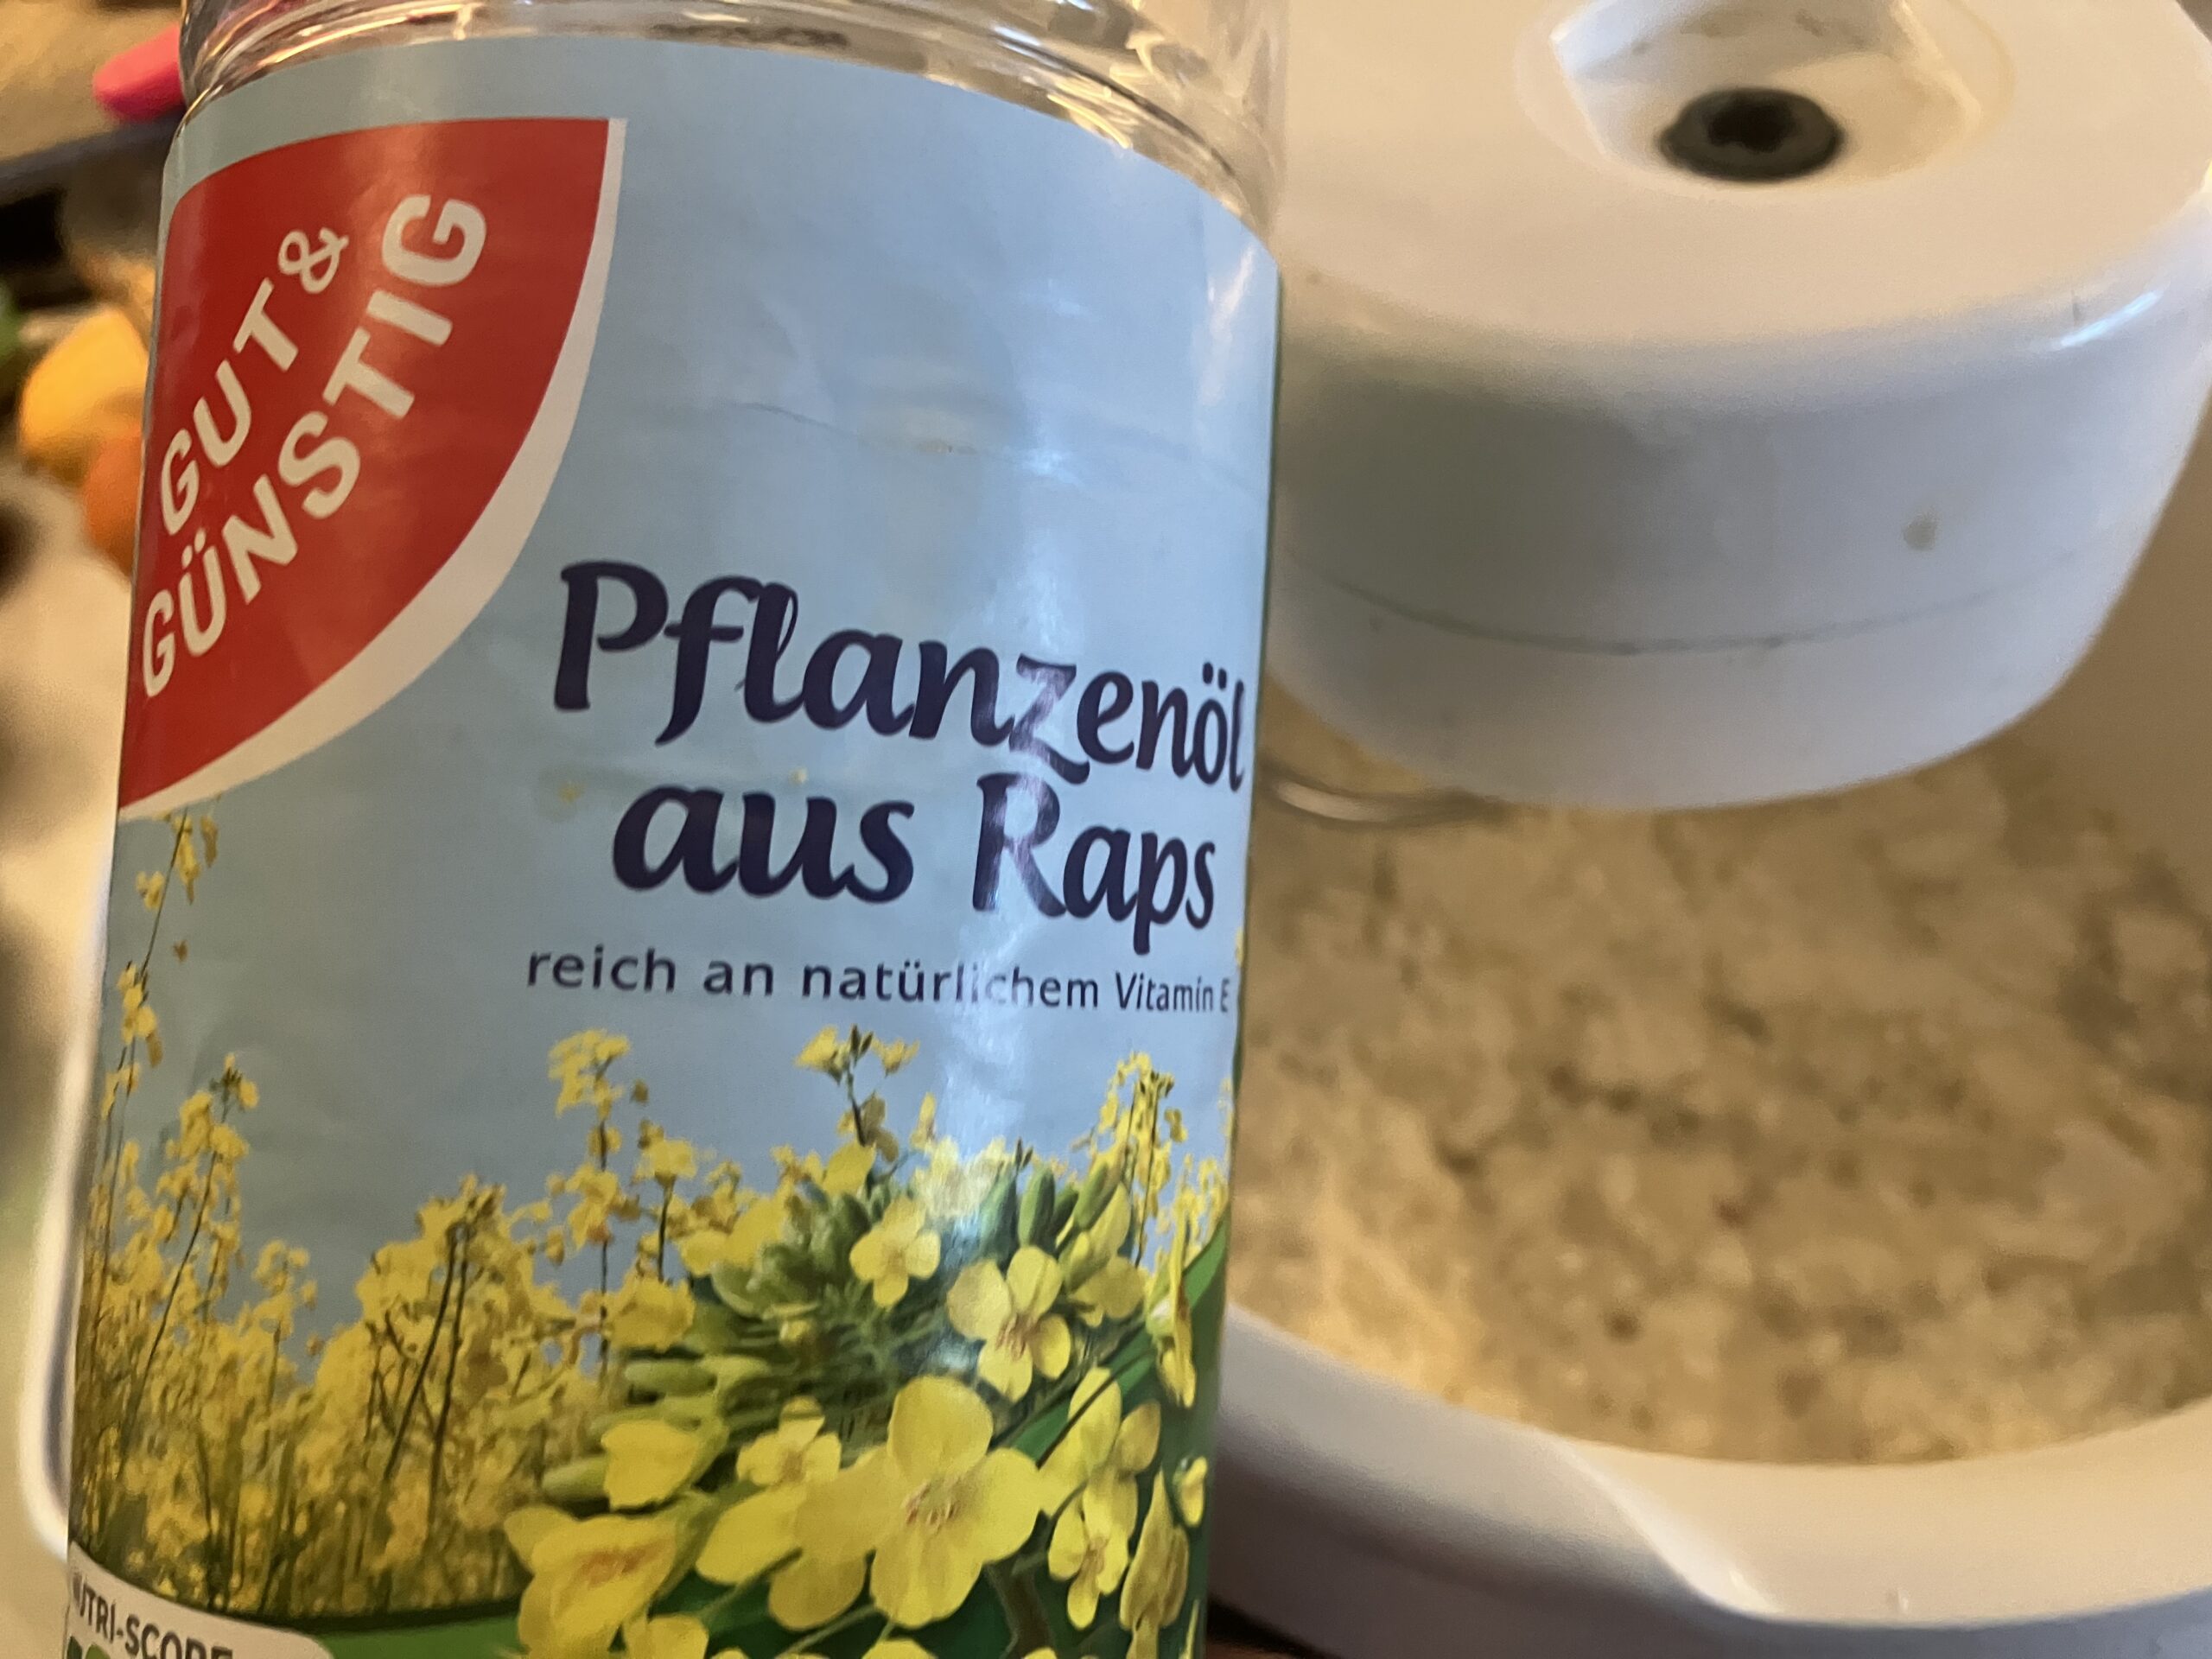 GUT &
GÜNSTIG
Pflanzenöl
aus Raps
reich an natürlichem Vitamin E
NUTRI-SCORE